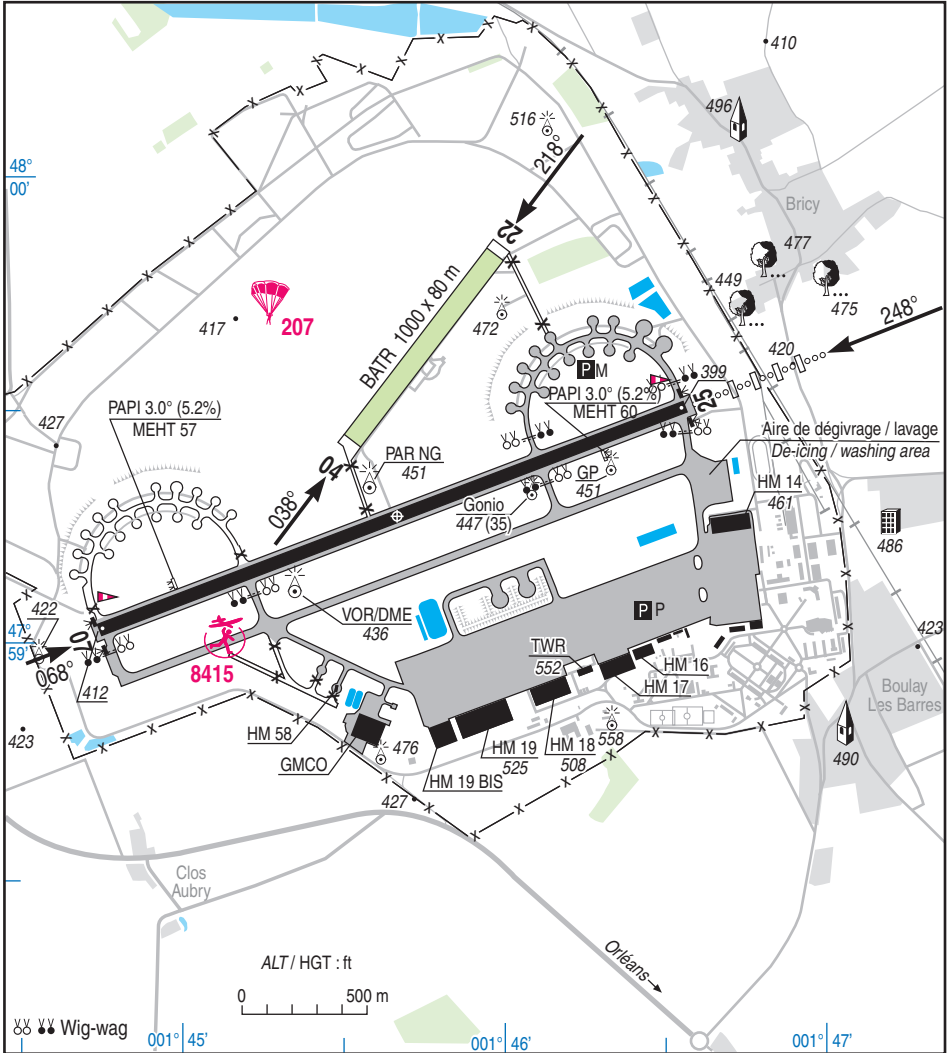 410
496
516
218°
48°
00'
Bricy
22
477
449
475
248°
BATR 1000 x 80 m
472
417
207
420
P M
399
PAPI 3.0° (5.2%)
MEHT 57
PAPI 3.0° (5.2%)
MEHT 60
25
427
Aire de dégivrage / lavage
De-icing / washing area
04
PAR NG
451
GP
451
HM 14
461
038°
Gonio
447 (35)
486
422
VOR/DME
436
P P
47°
59'
07
068°
8415
TWR
552
HM 16
423
412
HM 17
Boulay
Les Barres
423
HM 58
HM 18
508
558
GMCO
476
HM 19
525
490
HM 19 BIS
427
Clos
Aubry
Orléans
ALT / HGT : ft
0
500 m
Wig-wag
001° 45'
001° 46'
001° 47'